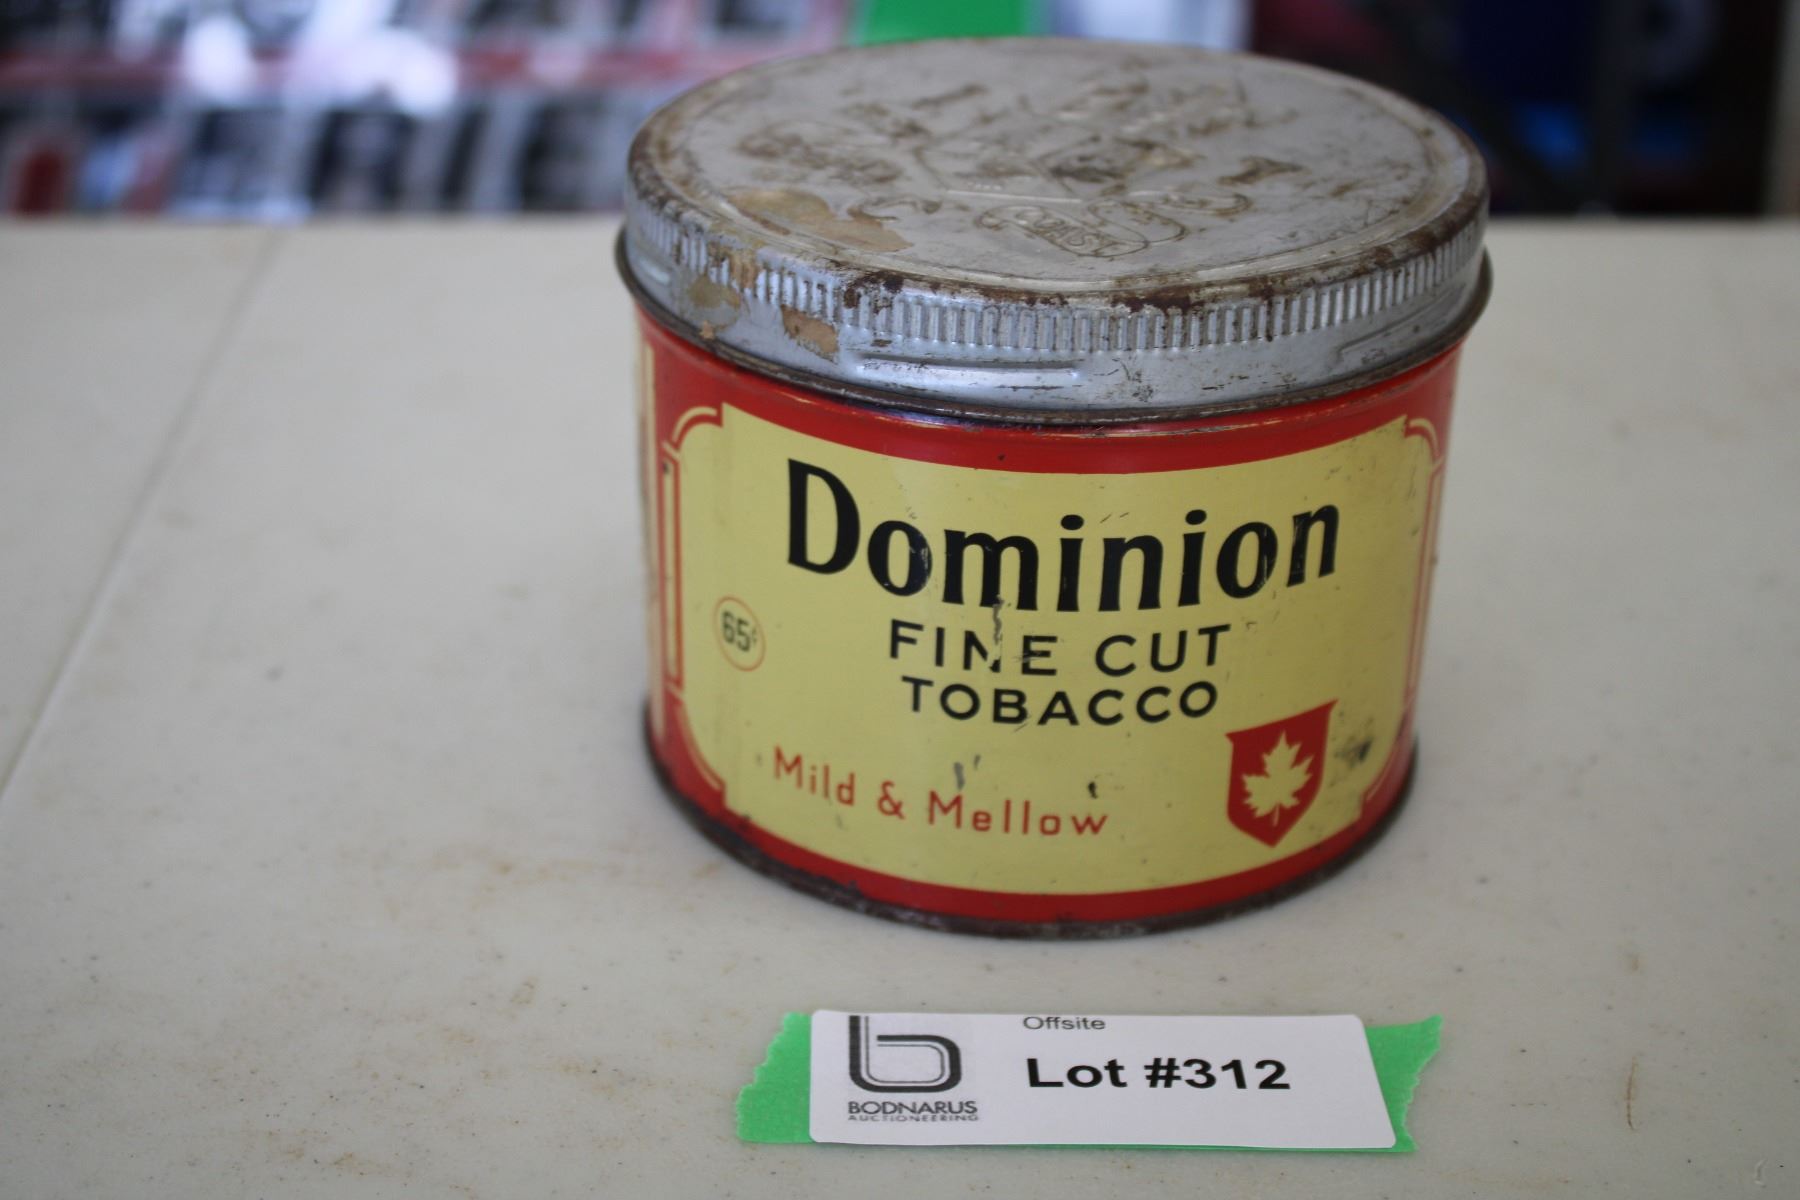 Dominion
FINE CUT
TOBACCO
65¢
Mild & Mellow
Offsite
Lot #312
BODNARUS
AUCTIONEERING